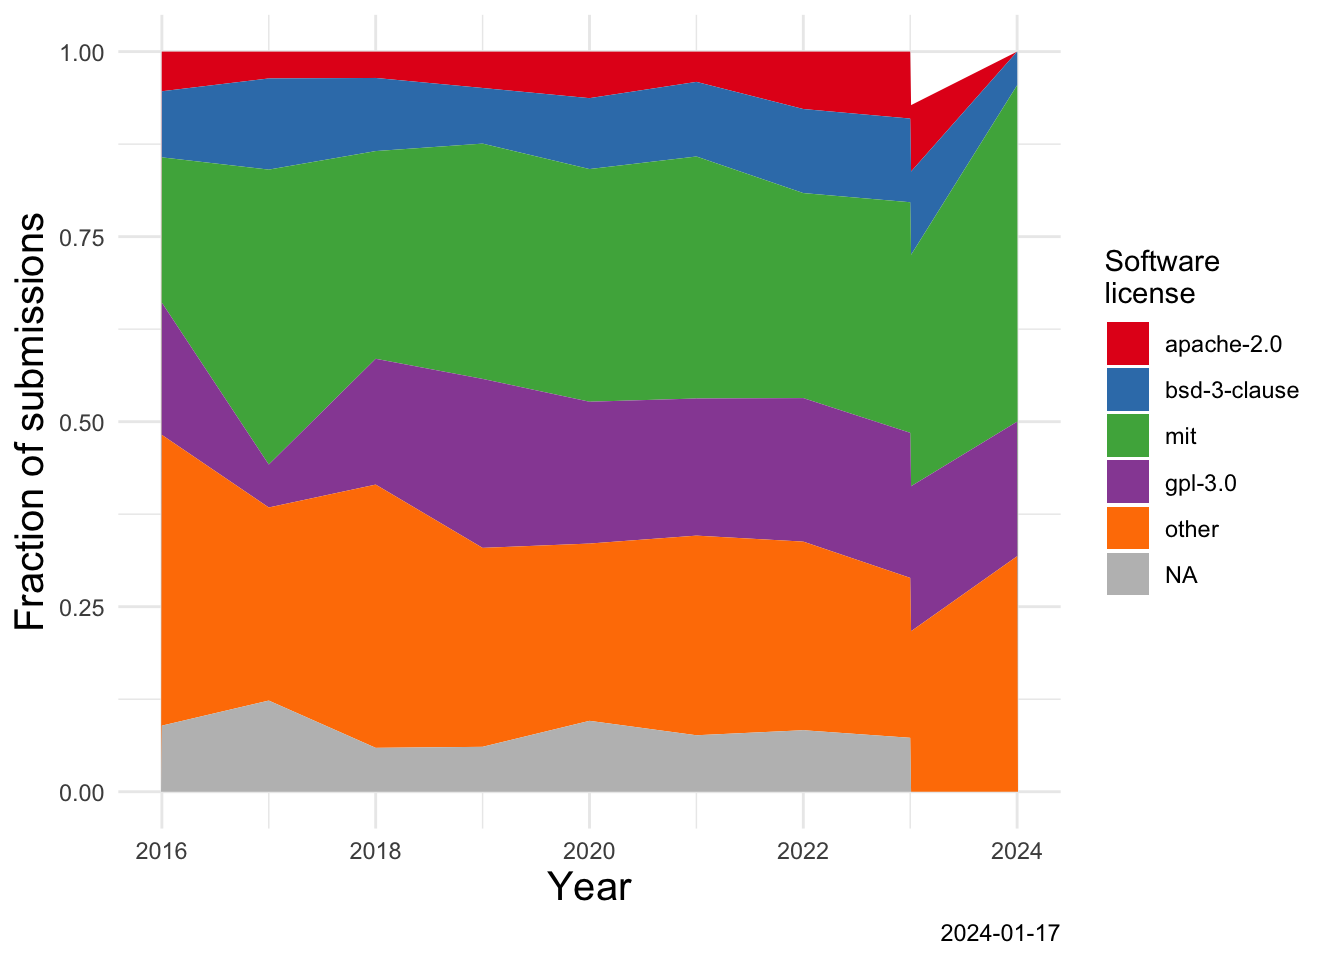 1.00
0.75
0.50
0.25
0.00
Fraction of submissions
2016
2018
2020
2022
2024
Year
Software
license
apache-2.0
bsd-3-clause
mit
gpl-3.0
other
NA
2024-01-17